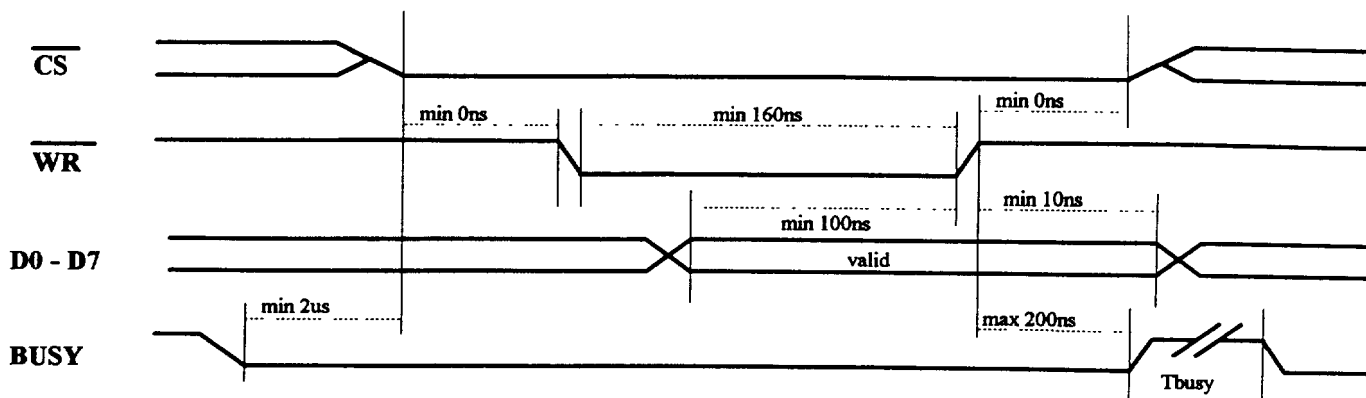 CS
min 0ns
min 160ns
min 0ns
WR
min 100ns
min 10ns
D0 - D7
valid
min 2us
max 200ns
BUSY
Tbusy